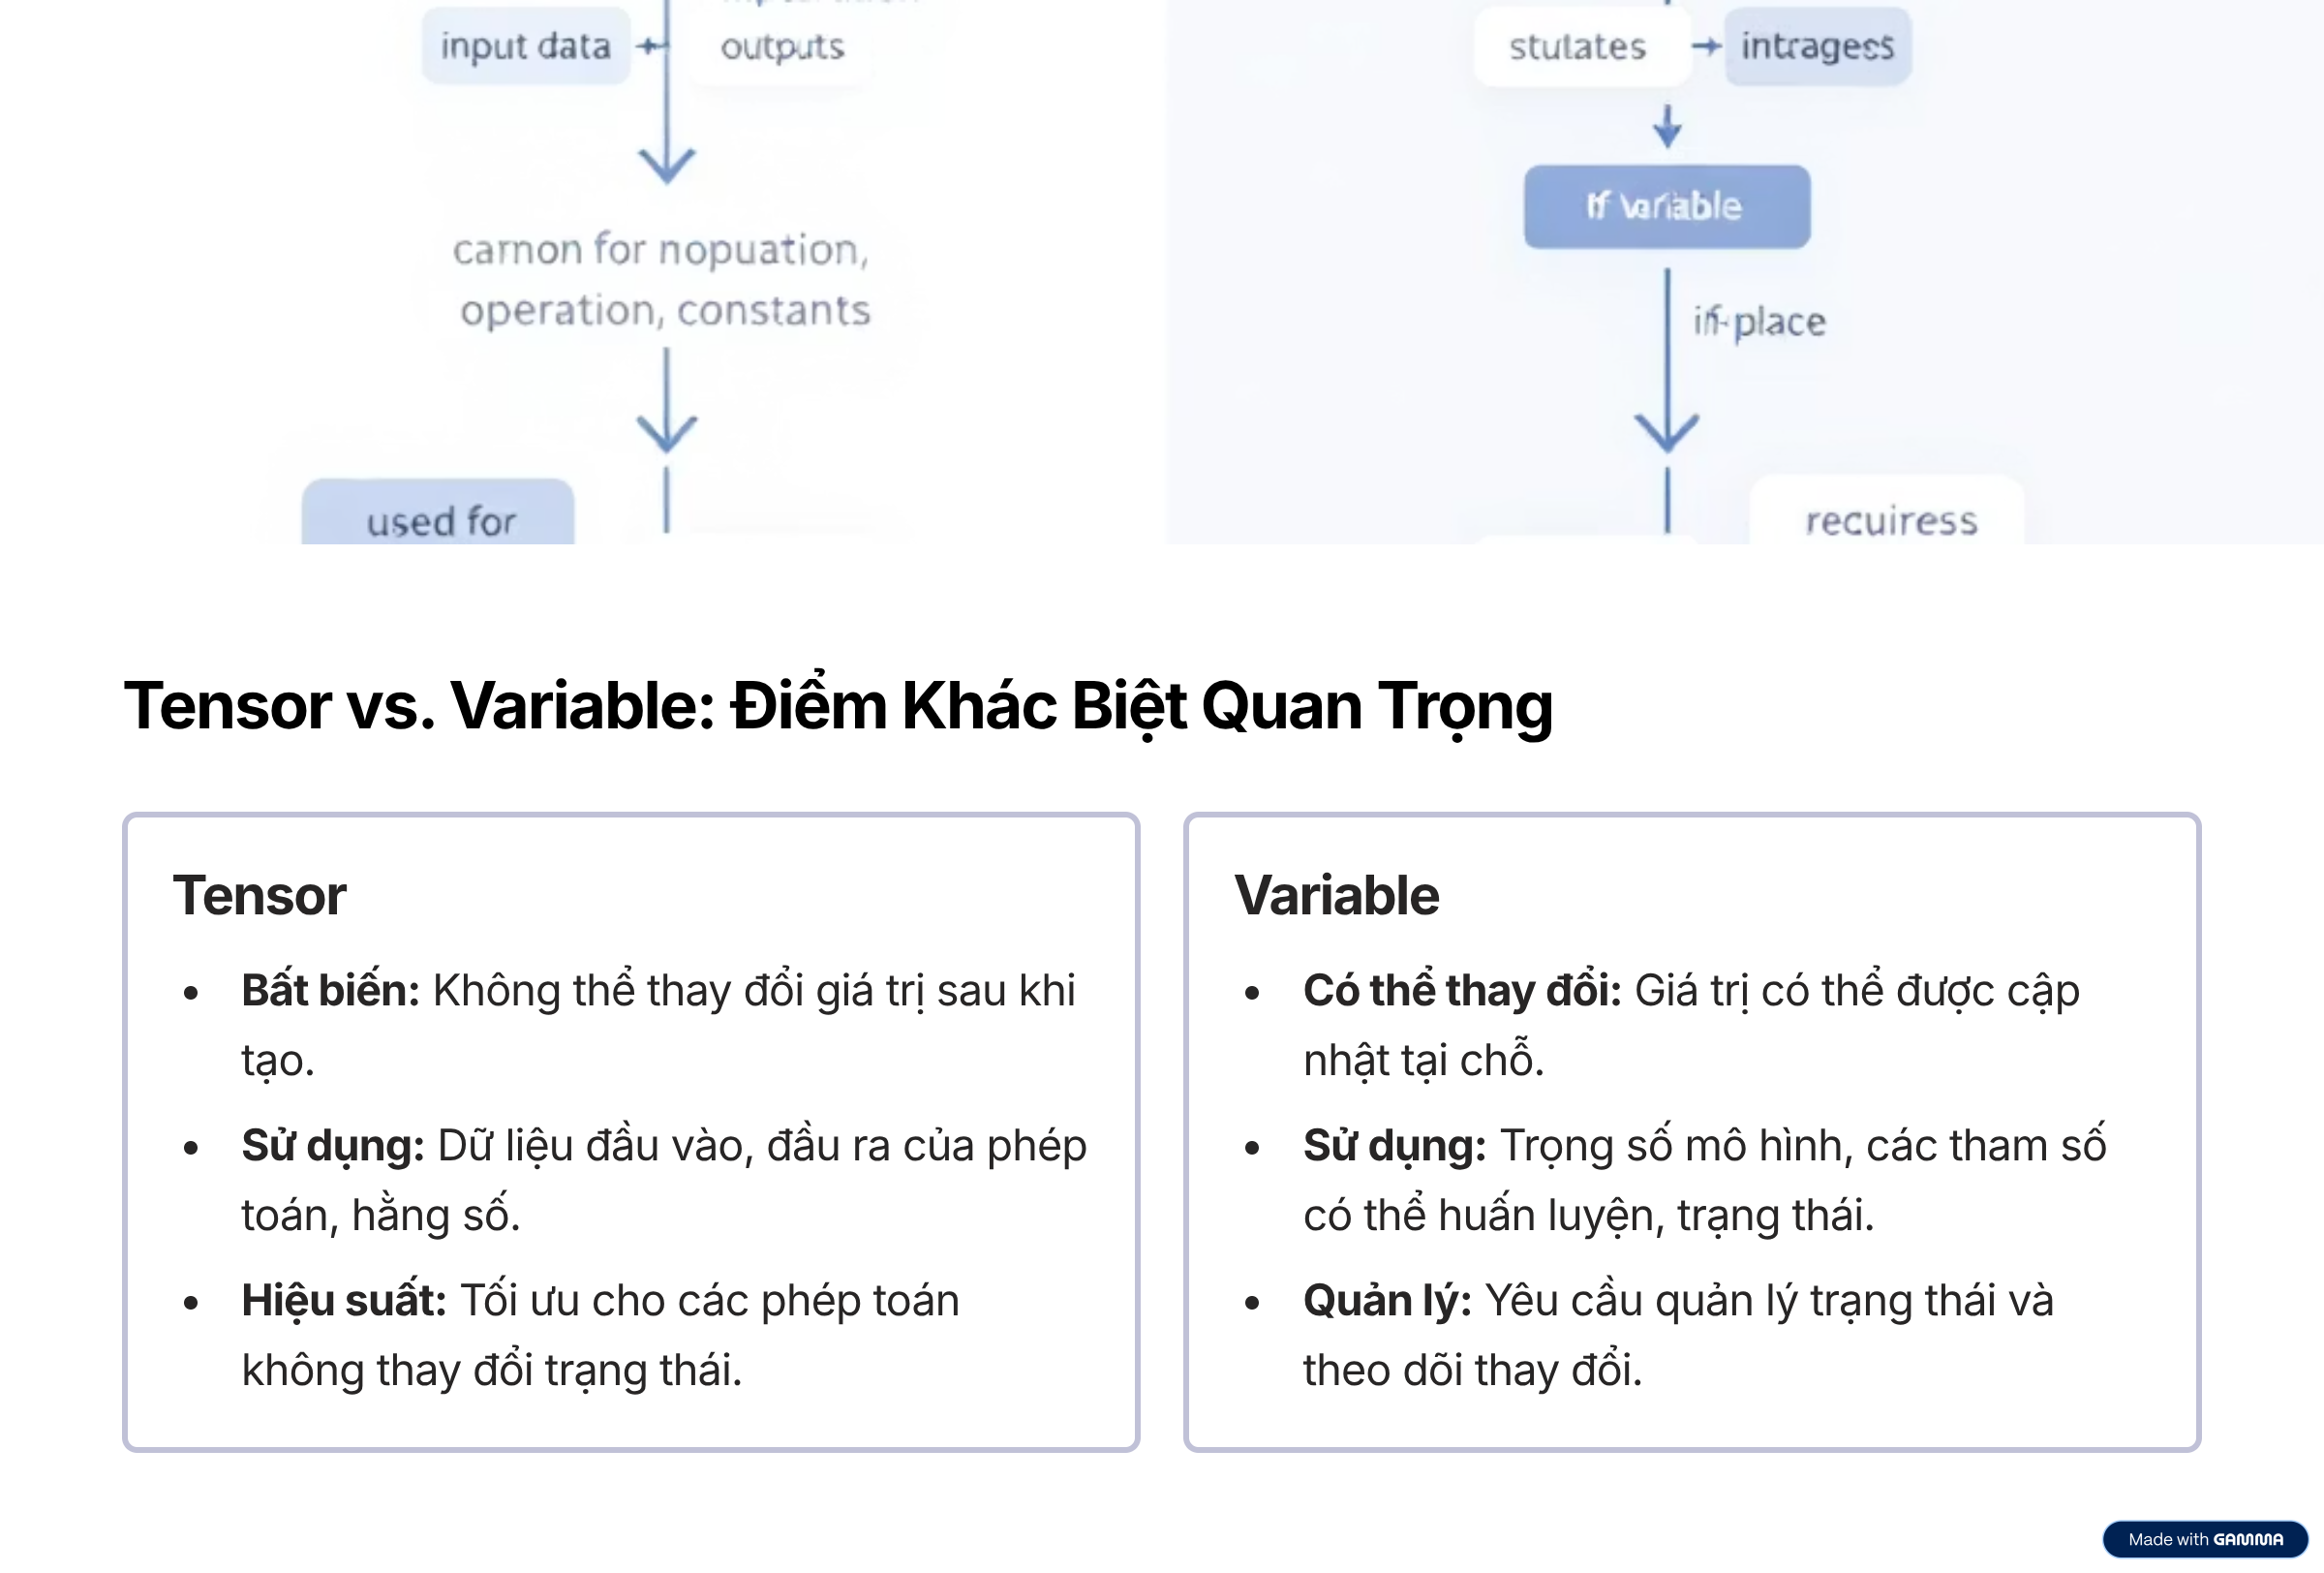 input data
outputs
camon for nopuation,
operation, constants
used for
stulates
intragess
If variable
if-place
recuiress
Tensor vs. Variable: Điểm Khác Biệt Quan Trọng
Tensor
• Bất biến: Không thể thay đổi giá trị sau khi
tạo.
• Sử dụng: Dữ liệu đầu vào, đầu ra của phép
toán, hằng số.
• Hiệu suất: Tối ưu cho các phép toán
không thay đổi trạng thái.
Variable
• Có thể thay đổi: Giá trị có thể được cập
nhật tại chỗ.
• Sử dụng: Trọng số mô hình, các tham số
có thể huấn luyện, trạng thái.
• Quản lý: Yêu cầu quản lý trạng thái và
theo dõi thay đổi.
Made with GAMMA